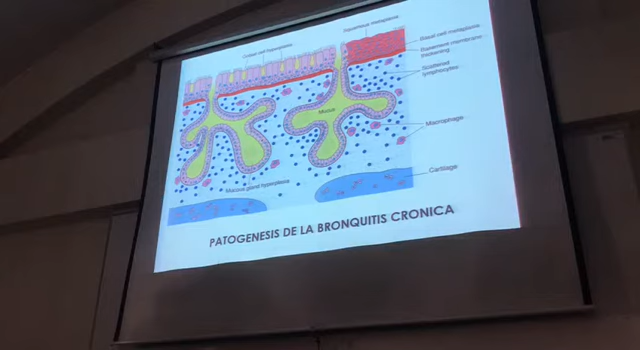 Squamous metaplasia
Goblet cell hyperplasia
Basal cell metaplasia
Basement membrane
thickening
Scattered
lymphocytes
Mucus
Macrophage
Cartilage
Mucous gland hyperplasia
PATOGENESIS DE LA BRONQUITIS CRONICA